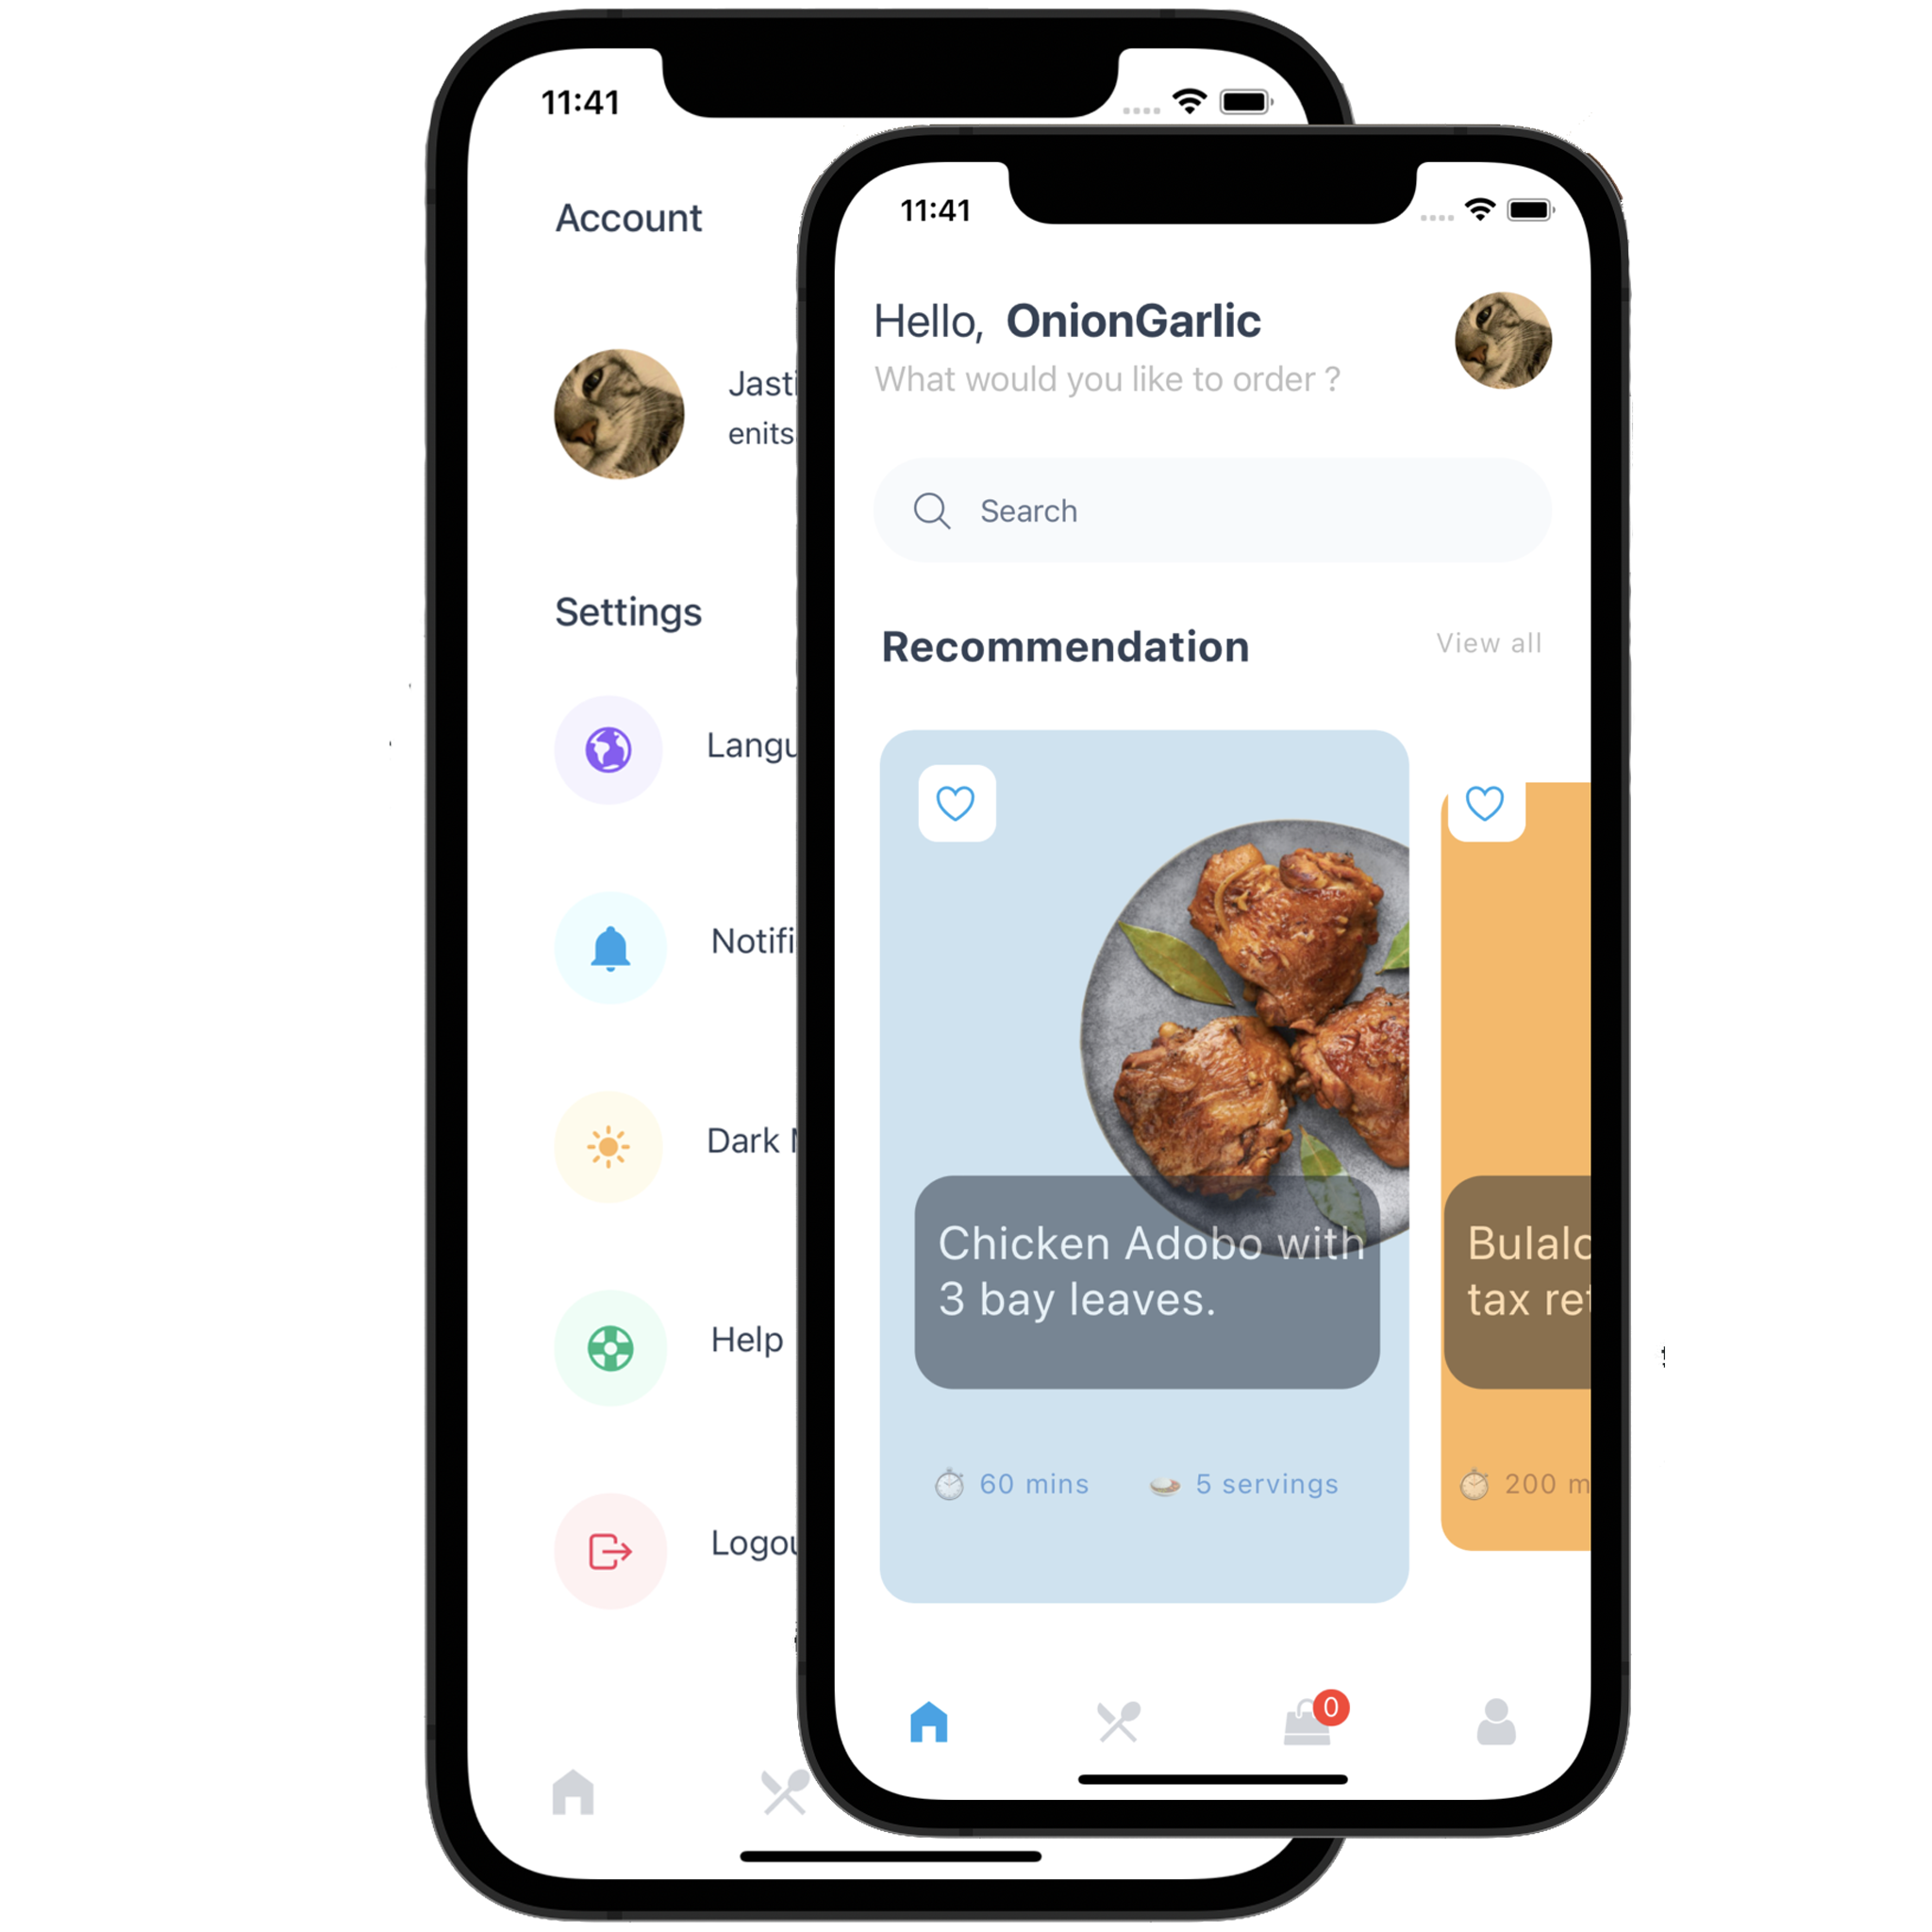 11:41
Account
Jasti
enits
Settings
Langu
Notifi
Dark
Help
Logou
11:41
Hello, OnionGarlic
What would you like to order ?
Search
Recommendation
View all
Chicken Adobo with
3 bay leaves.
60 mins
5 servings
Bulalo
tax ret
200 m
0